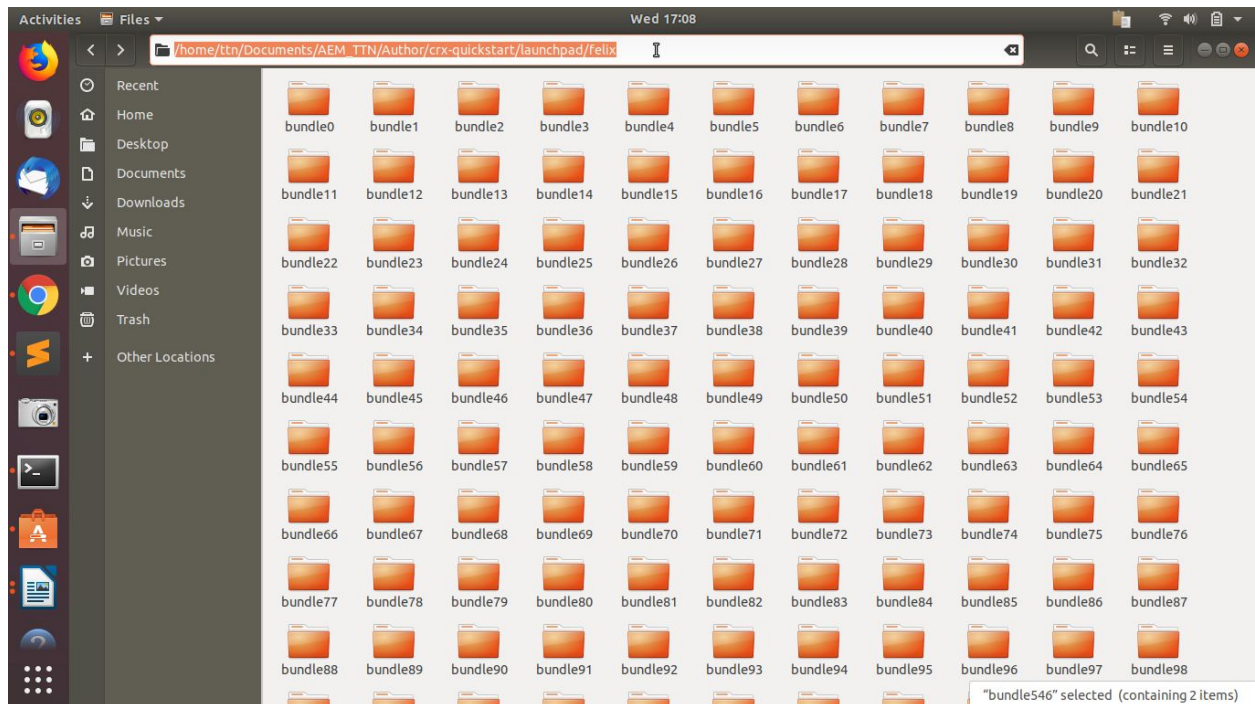 Activities Files Wed 17:08
/home/ttn/Documents/AEM_TTN/Author/crx-quickstart/launchpad/felix
Recent
Home
Desktop
Documents
Downloads
Music
Pictures
Videos
Trash
+ Other Locations
bundle0 bundle1 bundle2 bundle3 bundle4 bundle5 bundle6 bundle7 bundle8 bundle9 bundle10
bundle11 bundle12 bundle13 bundle14 bundle15 bundle16 bundle17 bundle18 bundle19 bundle20 bundle21
bundle22 bundle23 bundle24 bundle25 bundle26 bundle27 bundle28 bundle29 bundle30 bundle31 bundle32
bundle33 bundle34 bundle35 bundle36 bundle37 bundle38 bundle39 bundle40 bundle41 bundle42 bundle43
bundle44 bundle45 bundle46 bundle47 bundle48 bundle49 bundle50 bundle51 bundle52 bundle53 bundle54
bundle55 bundle56 bundle57 bundle58 bundle59 bundle60 bundle61 bundle62 bundle63 bundle64 bundle65
bundle66 bundle67 bundle68 bundle69 bundle70 bundle71 bundle72 bundle73 bundle74 bundle75 bundle76
bundle77 bundle78 bundle79 bundle80 bundle81 bundle82 bundle83 bundle84 bundle85 bundle86 bundle87
bundle88 bundle89 bundle90 bundle91 bundle92 bundle93 bundle94 bundle95 bundle96 bundle97 bundle98
"bundle546" selected (containing 2 items)